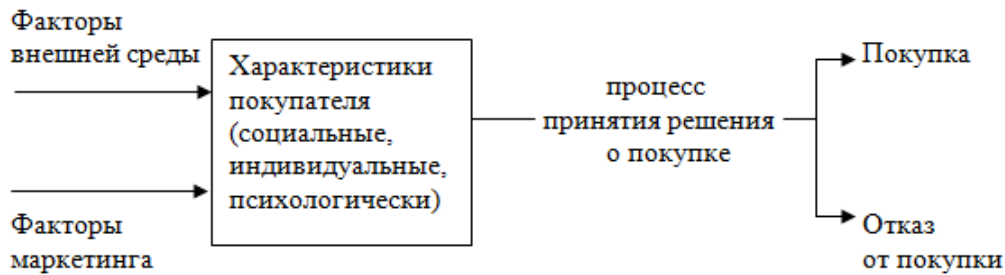 Факторы
внешней среды
Характеристики
покупателя
(социальные,
индивидуальные,
психологически)
Факторы
маркетинга
процесс
принятия решения
о покупке
Покупка
Отказ
от покупки